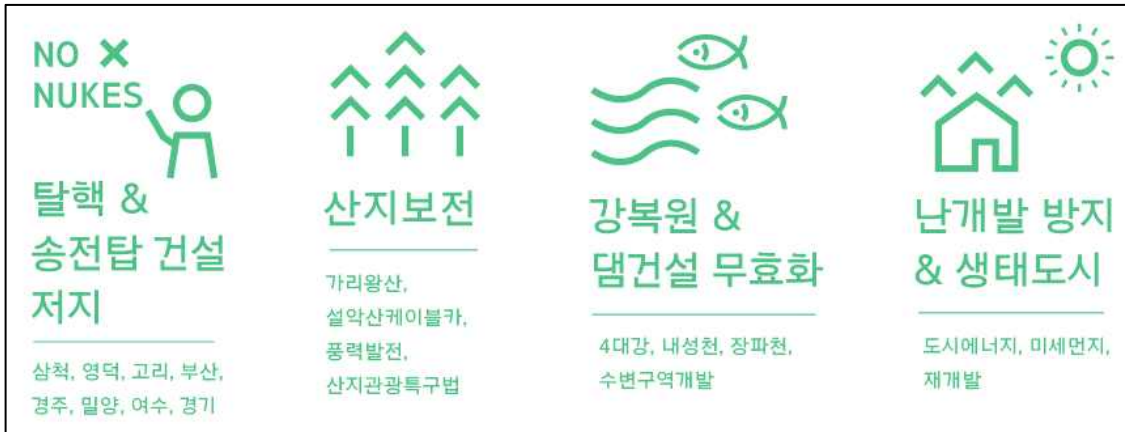 NO ✕
NUKES
탈핵 &
송전탑 건설
저지
삼척, 영덕, 고리, 부산,
경주, 밀양, 여수, 경기
산지보전
가리왕산,
설악산케이블카,
풍력발전,
산지관광특구법
강복원 &
댐건설 무효화
4대강, 내성천, 장파천,
수변구역개발
난개발 방지
& 생태도시
도시에너지, 미세먼지,
재개발